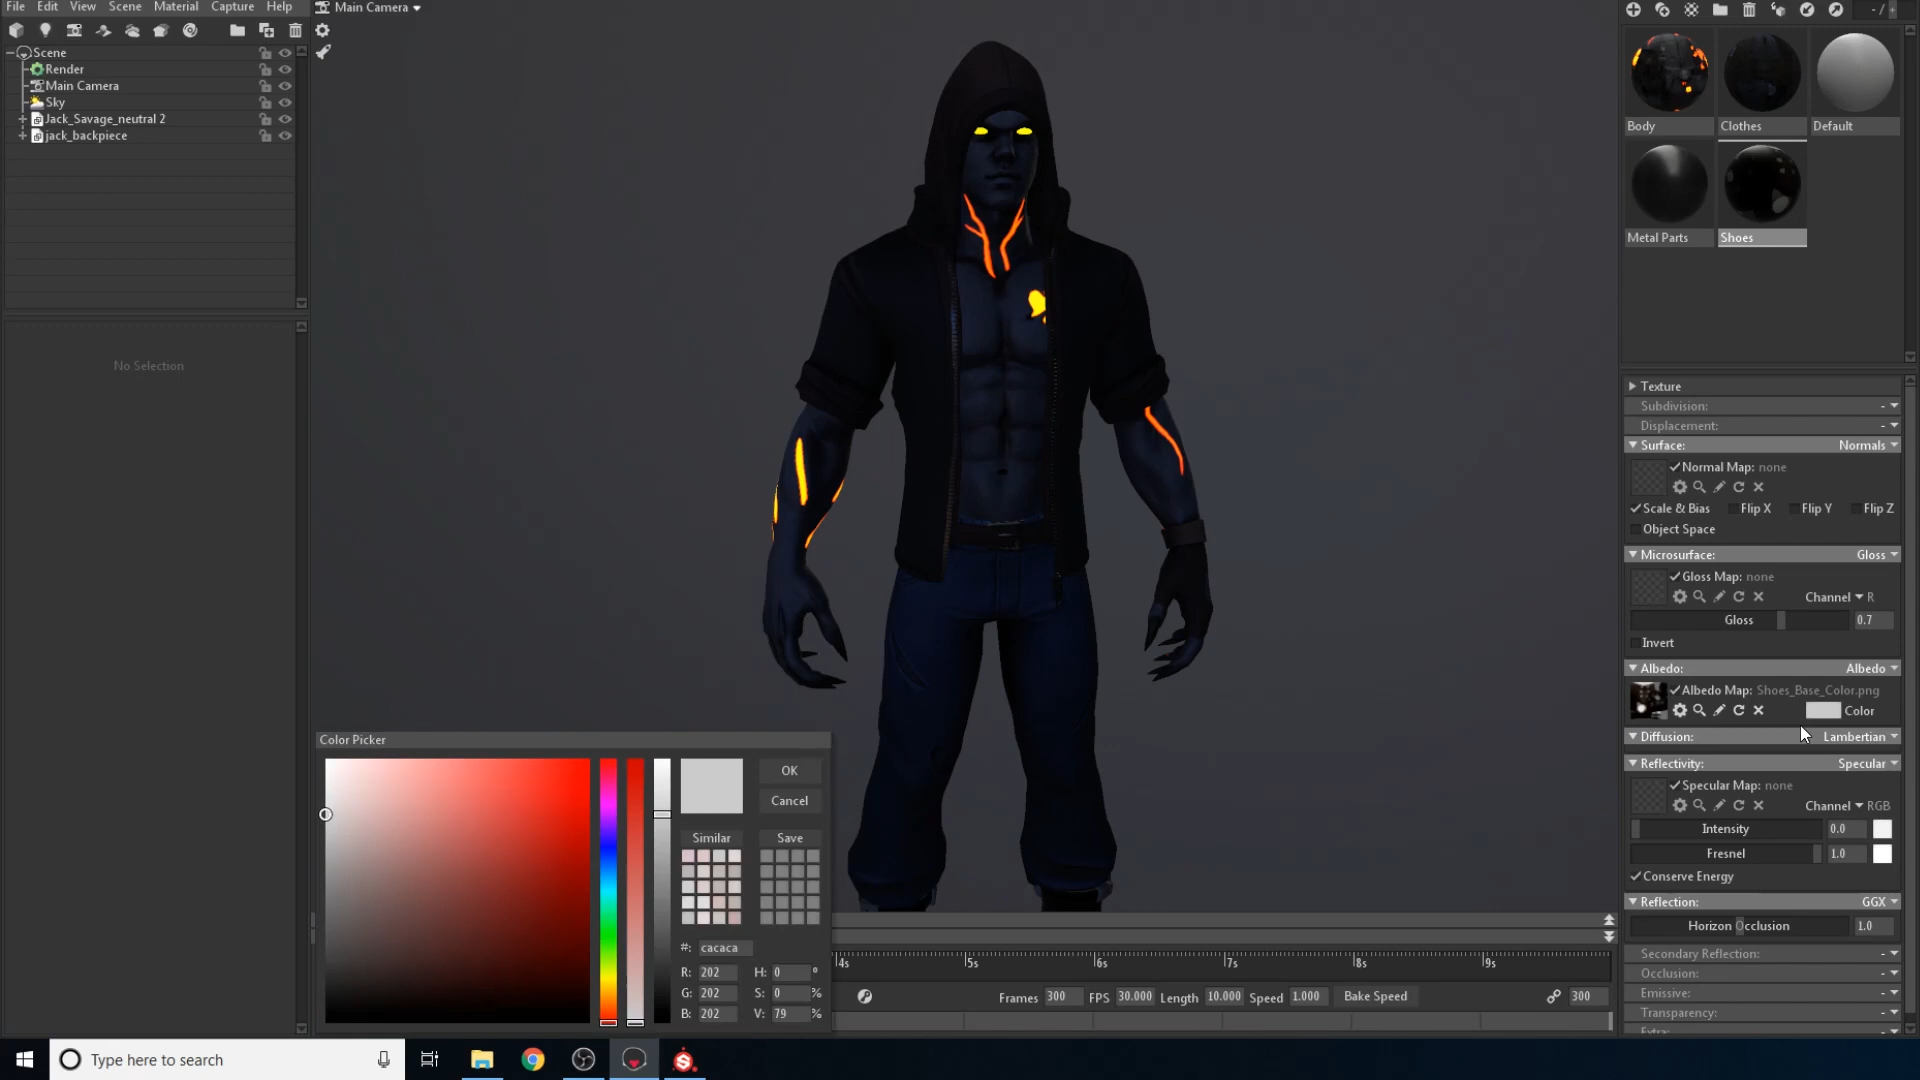 File Edit View Scene Material Capture Help
Main Camera
Scene
Render
Main Camera
Sky
Jack_Savage_neutral 2
jack_backpiece
No Selection
- /
Body
Clothes
Default
Metal Parts
Shoes
Texture
Subdivision: -
Displacement: -
Surface: Normals
Normal Map: none
Scale & Bias Flip X Flip Y Flip Z
Object Space
Microsurface: Gloss
Gloss Map: none
Channel R
Gloss 0.7
Invert
Albedo: Albedo
Albedo Map: Shoes_Base_Color.png
Color
Diffusion: Lambertian
Reflectivity: Specular
Specular Map: none
Channel RGB
Intensity 0.0
Fresnel 1.0
Conserve Energy
Reflection: GGX
Horizon Occlusion 1.0
Secondary Reflection: -
Occlusion: -
Emissive: -
Transparency: -
Extra: -
Color Picker
OK
Cancel
Similar Save
#: cacaca
R: 202 H: 0 °
G: 202 S: 0 %
B: 202 V: 79 %
4s 5s 6s 7s 8s 9s
Frames 300 FPS 30.000 Length 10.000 Speed 1.000 Bake Speed 300
Type here to search